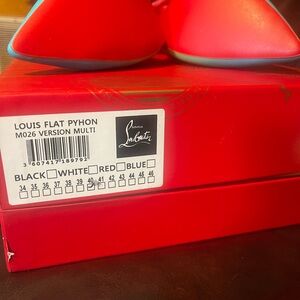 LOUIS FLAT PYHON
M026 VERSION MULTI
3 607417 189792
Louboutin
BLACK WHITE RED BLUE
34 35 36 37 38 39 40 41 42 43 44 45 46